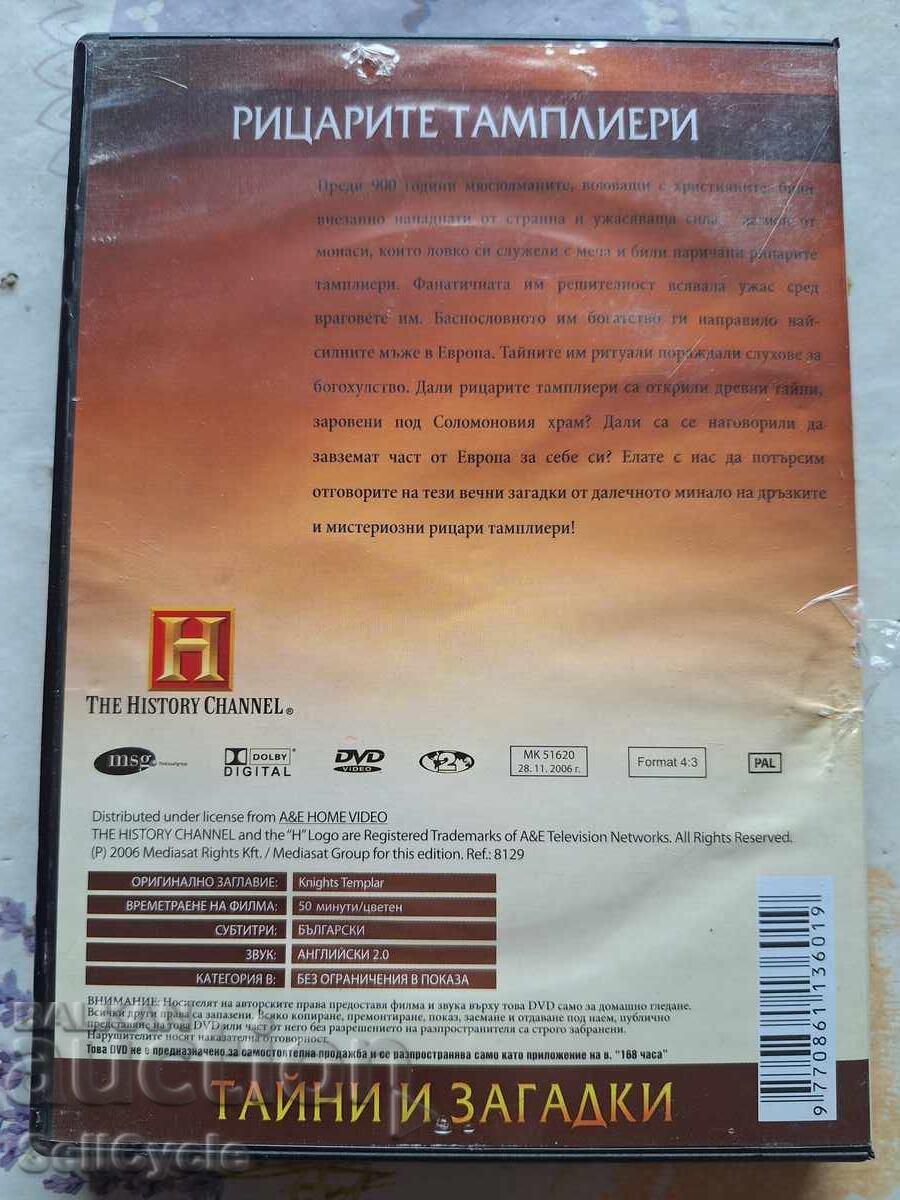 РИЦАРИТЕ ТАМПЛИЕРИ
Преди 900 години мюсюлманите, воюващи с християните, били
внезапно нападнати от странна и ужасяваща сила - легион от
монаси, които ловко си служели с меча и били наричани рицарите
тамплиери. Фанатичната им решителност всявала ужас сред
враговете им. Баснословното им богатство ги направило най-
силните мъже в Европа. Тайните им ритуали пораждали слухове за
богохулство. Дали рицарите тамплиери са открили древни тайни,
заровени под Соломоновия храм? Дали са се наговорили да
завземат част от Европа за себе си? Елате с нас да потърсим
отговорите на тези вечни загадки от далечното минало на дръзките
и мистериозни рицари тамплиери!
H
THE HISTORY CHANNEL®
msg
DOLBY DIGITAL
DVD VIDEO
2
МК 51620
28. 11. 2006 г.
Format 4:3
PAL
Distributed under license from A&E HOME VIDEO
THE HISTORY CHANNEL and the "H" Logo are Registered Trademarks of A&E Television Networks. All Rights Reserved.
(P) 2006 Mediasat Rights Kft. / Mediasat Group for this edition. Ref.: 8129
ОРИГИНАЛНО ЗАГЛАВИЕ: Knights Templar
ВРЕМЕТРАЕНЕ НА ФИЛМА: 50 минути/цветен
СУБТИТРИ: БЪЛГАРСКИ
ЗВУК: АНГЛИЙСКИ 2.0
КАТЕГОРИЯ B: БЕЗ ОГРАНИЧЕНИЯ В ПОКАЗА
ВНИМАНИЕ: Носителят на авторските права предоставя филма и звука върху това DVD само за домашно гледане.
Всички други права са запазени. Всяко копиране, премонтиране, показ, заемане и отдаване под наем, публично
представяне на това DVD или част от него без разрешението на разпространителя са строго забранени.
Нарушителите носят наказателна отговорност.
Това DVD не е предназначено за самостоятелна продажба и се разпространява само като приложение на в. "168 часа"
ТАЙНИ И ЗАГАДКИ
9 770861 136019
BALKAN
auction
SellCycle